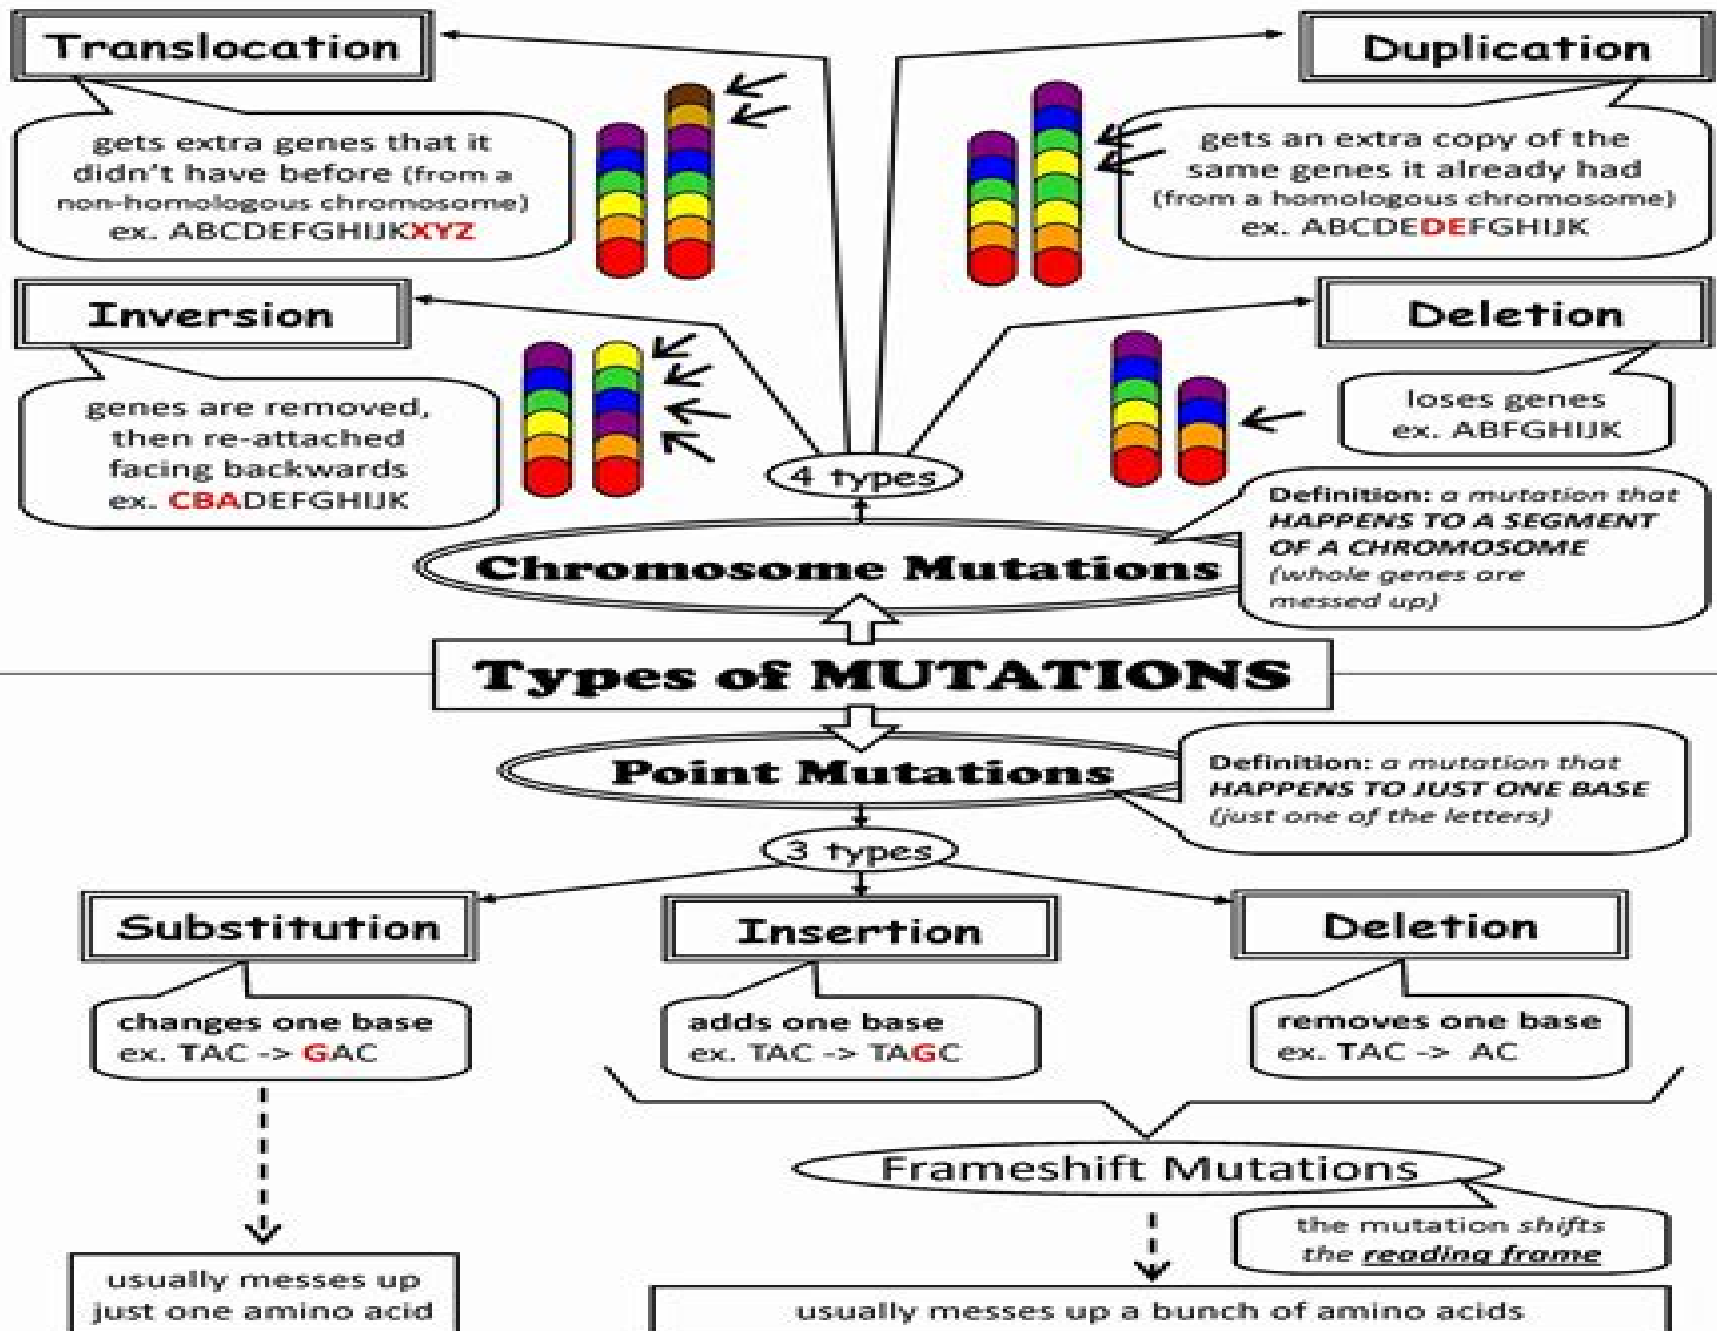 Translocation
gets extra genes that it
didn't have before (from a
non-homologous chromosome)
ex. ABCDEFGHIJKXYZ
Duplication
gets an extra copy of the
same genes it already had
(from a homologous chromosome)
ex. ABCDEDEFGHIJK
Inversion
genes are removed,
then re-attached
facing backwards
ex. CBADEFGHIJK
Deletion
loses genes
ex. ABFGHIJK
4 types
Chromosome Mutations
Definition: a mutation that
HAPPENS TO A SEGMENT
OF A CHROMOSOME
(whole genes are
messed up)
Types of MUTATIONS
Point Mutations
Definition: a mutation that
HAPPENS TO JUST ONE BASE
(just one of the letters)
3 types
Substitution
changes one base
ex. TAC -> GAC
Insertion
adds one base
ex. TAC -> TAGC
Deletion
removes one base
ex. TAC -> AC
Frameshift Mutations
the mutation shifts
the reading frame
usually messes up
just one amino acid
usually messes up a bunch of amino acids